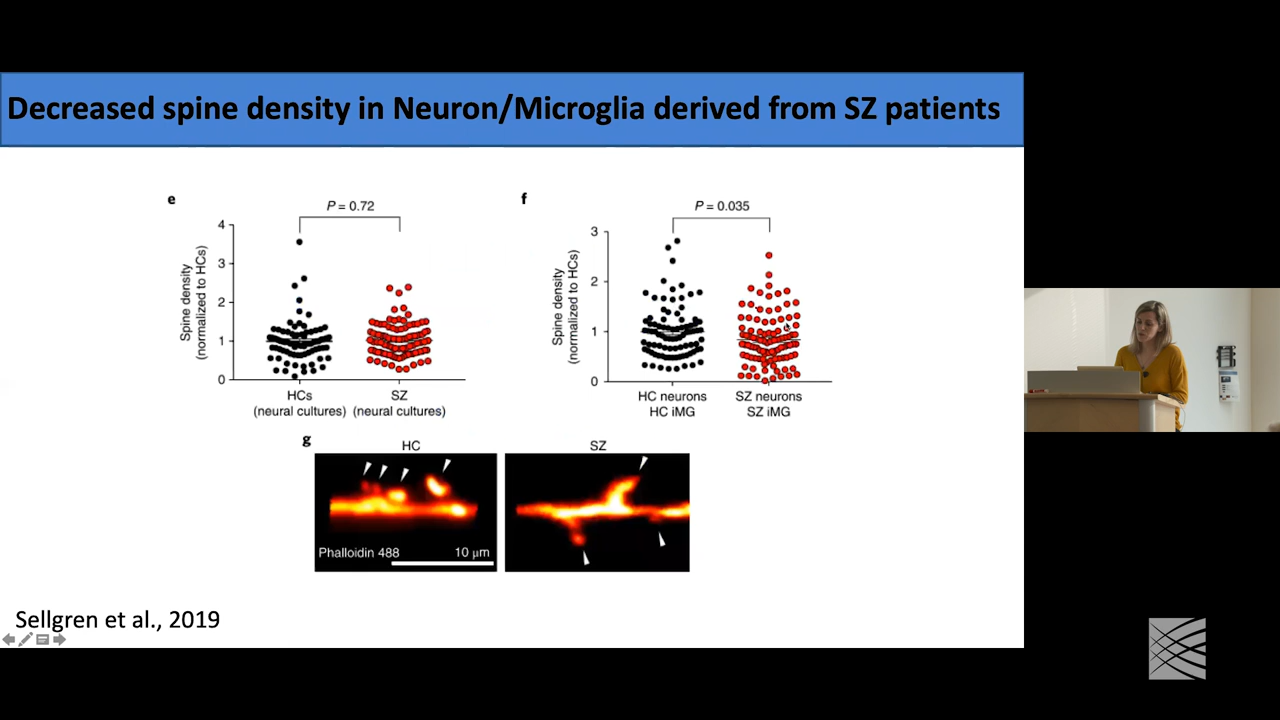 Decreased spine density in Neuron/Microglia derived from SZ patients
e
P = 0.72
Spine density
(normalized to HCs)
4
3
2
1
0
HCs
(neural cultures)
SZ
(neural cultures)
f
P = 0.035
Spine density
(normalized to HCs)
3
2
1
0
HC neurons
HC iMG
SZ neurons
SZ iMG
g
HC
SZ
Phalloidin 488
10 μm
Sellgren et al., 2019